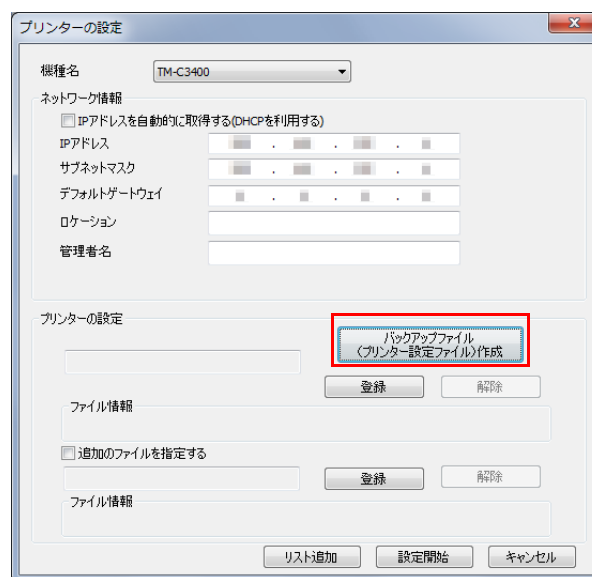 プリンターの設定
機種名
TM-C3400
ネットワーク情報
IPアドレスを自動的に取得する(DHCPを利用する)
IPアドレス
サブネットマスク
デフォルトゲートウェイ
ロケーション
管理者名
プリンターの設定
バックアップファイル
(プリンター設定ファイル)作成
登録
解除
ファイル情報
追加のファイルを指定する
登録
解除
ファイル情報
リスト追加
設定開始
キャンセル